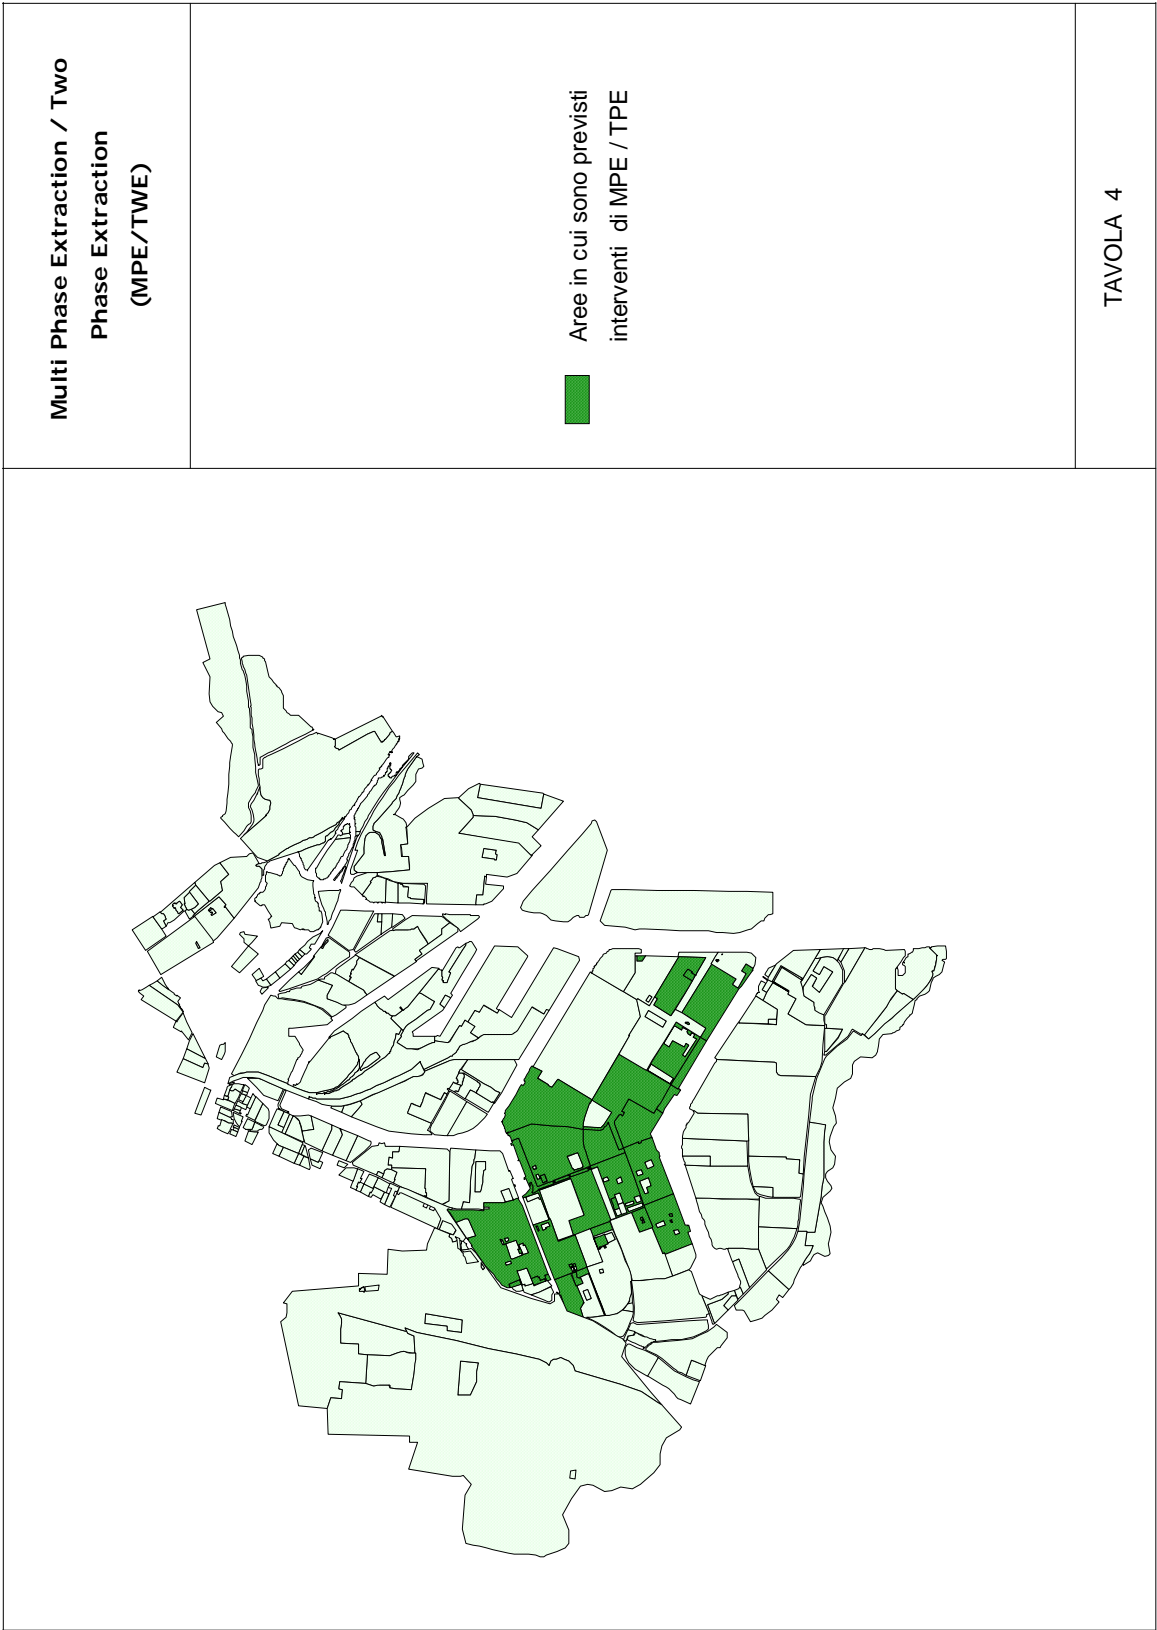 Multi Phase Extraction / Two
Phase Extraction
(MPE/TWE)
Aree in cui sono previsti
interventi di MPE / TPE
TAVOLA 4